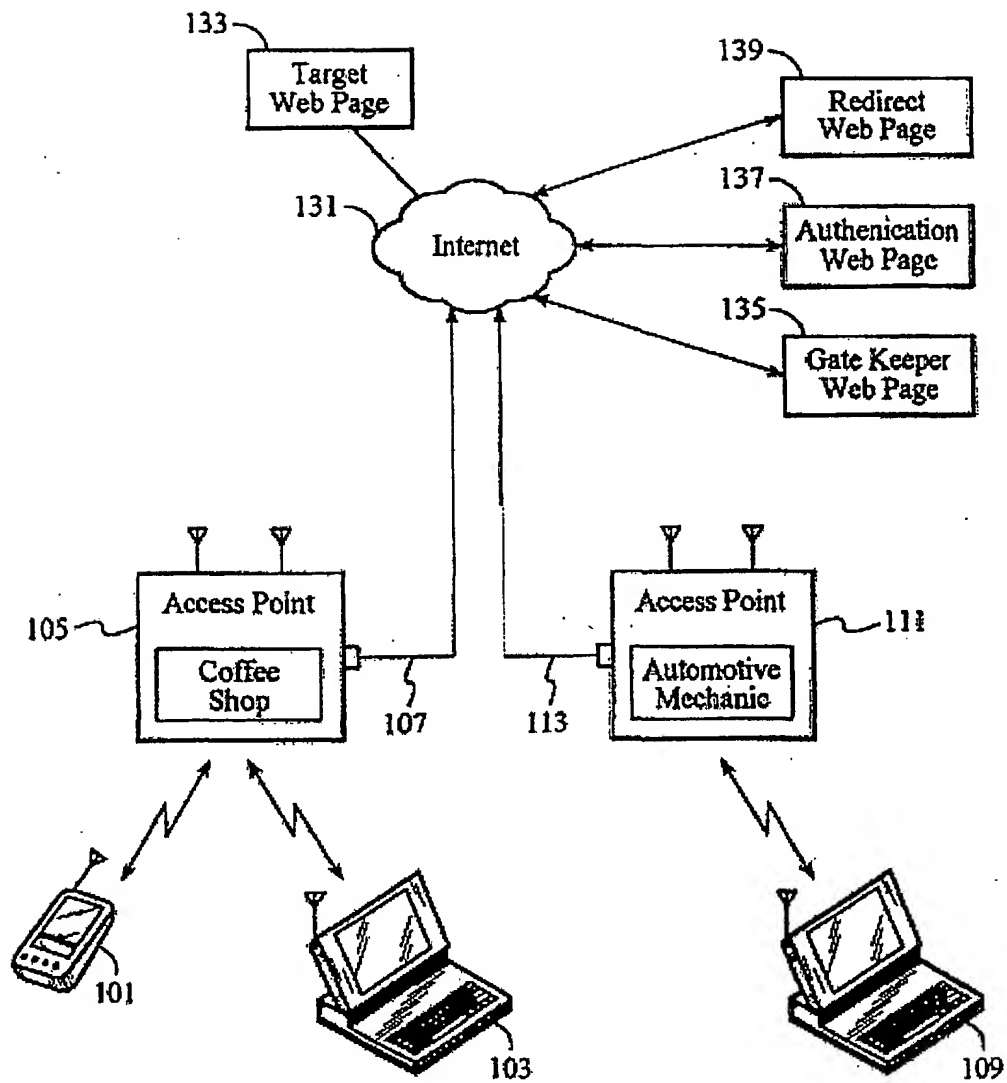 133
Target
Web Page
139
Redirect
Web Page
137
Authenication
Web Page
135
Gate Keeper
Web Page
131
Internet
105
Access Point
Coffee
Shop
107
113
Access Point
Automotive
Mechanic
111
101
103
109